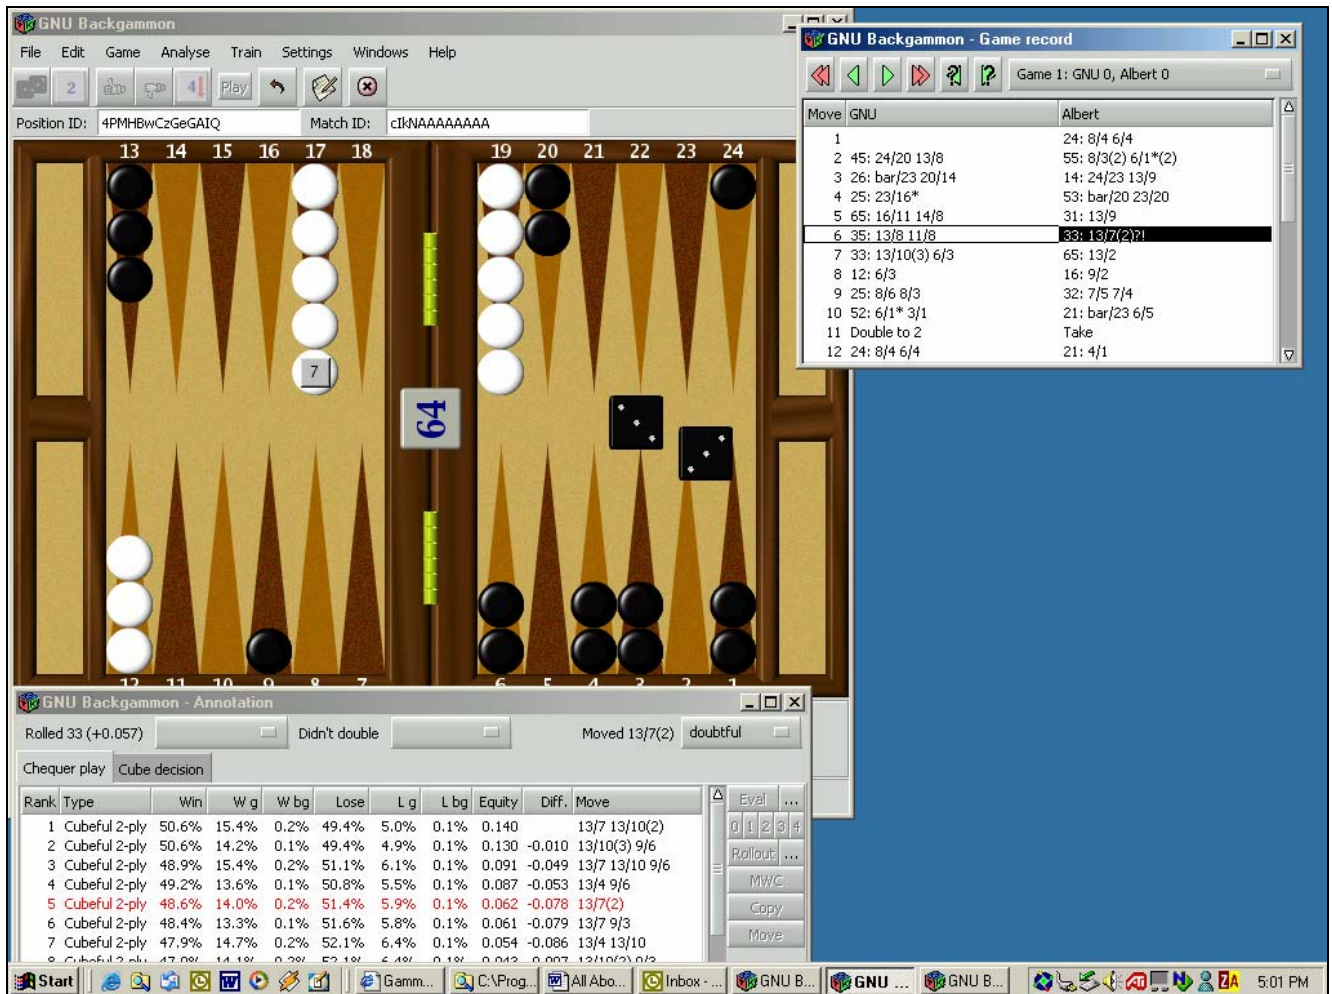 GNU Backgammon
File Edit Game Analyse Train Settings Windows Help
2 4 Play
Position ID: 4PMHBwCzGeGAIQ Match ID: cIkNAAAAAAAA
13 14 15 16 17 18 19 20 21 22 23 24
7
64
12 11 10 9 8 7 6 5 4 3 2 1
GNU Backgammon - Game record
Game 1: GNU 0, Albert 0
Move GNU Albert
1 24: 8/4 6/4
2 45: 24/20 13/8 55: 8/3(2) 6/1*(2)
3 26: bar/23 20/14 14: 24/23 13/9
4 25: 23/16* 53: bar/20 23/20
5 65: 16/11 14/8 31: 13/9
6 35: 13/8 11/8 33: 13/7(2)?!
7 33: 13/10(3) 6/3 65: 13/2
8 12: 6/3 16: 9/2
9 25: 8/6 8/3 32: 7/5 7/4
10 52: 6/1* 3/1 21: bar/23 6/5
11 Double to 2 Take
12 24: 8/4 6/4 21: 4/1
GNU Backgammon - Annotation
Rolled 33 (+0.057) Didn't double Moved 13/7(2) doubtful
Chequer play Cube decision
Rank Type Win W g W bg Lose L g L bg Equity Diff. Move
1 Cubeful 2-ply 50.6% 15.4% 0.2% 49.4% 5.0% 0.1% 0.140 13/7 13/10(2)
2 Cubeful 2-ply 50.6% 14.2% 0.1% 49.4% 4.9% 0.1% 0.130 -0.010 13/10(3) 9/6
3 Cubeful 2-ply 48.9% 15.4% 0.2% 51.1% 6.1% 0.1% 0.091 -0.049 13/7 13/10 9/6
4 Cubeful 2-ply 49.2% 13.6% 0.1% 50.8% 5.5% 0.1% 0.087 -0.053 13/4 9/6
5 Cubeful 2-ply 48.6% 14.0% 0.2% 51.4% 5.9% 0.1% 0.062 -0.078 13/7(2)
6 Cubeful 2-ply 48.4% 13.3% 0.1% 51.6% 5.8% 0.1% 0.061 -0.079 13/7 9/3
7 Cubeful 2-ply 47.9% 14.7% 0.2% 52.1% 6.4% 0.1% 0.054 -0.086 13/4 13/10
Eval ...
0 1 2 3 4
Rollout ...
MWC
Copy
Move
Start Gamm... C:\Prog... All Abo... Inbox - ... GNU B... GNU ... GNU B... 5:01 PM